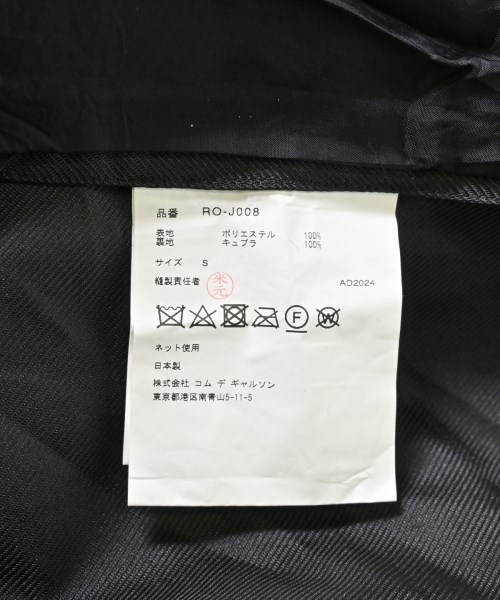 品番 RO-J008
表地 ポリエステル 100%
裏地 キュプラ 100%
サイズ S
縫製責任者 米元 AD2024
F W
ネット使用
日本製
株式会社 コム デ ギャルソン
東京都港区南青山5-11-5